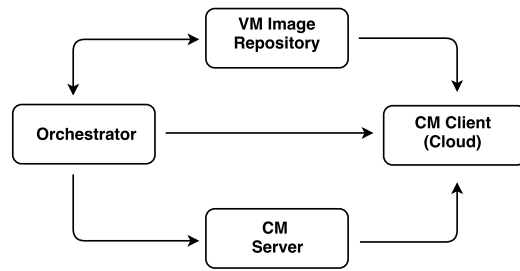 VM Image
Repository
Orchestrator
CM Client
(Cloud)
CM
Server